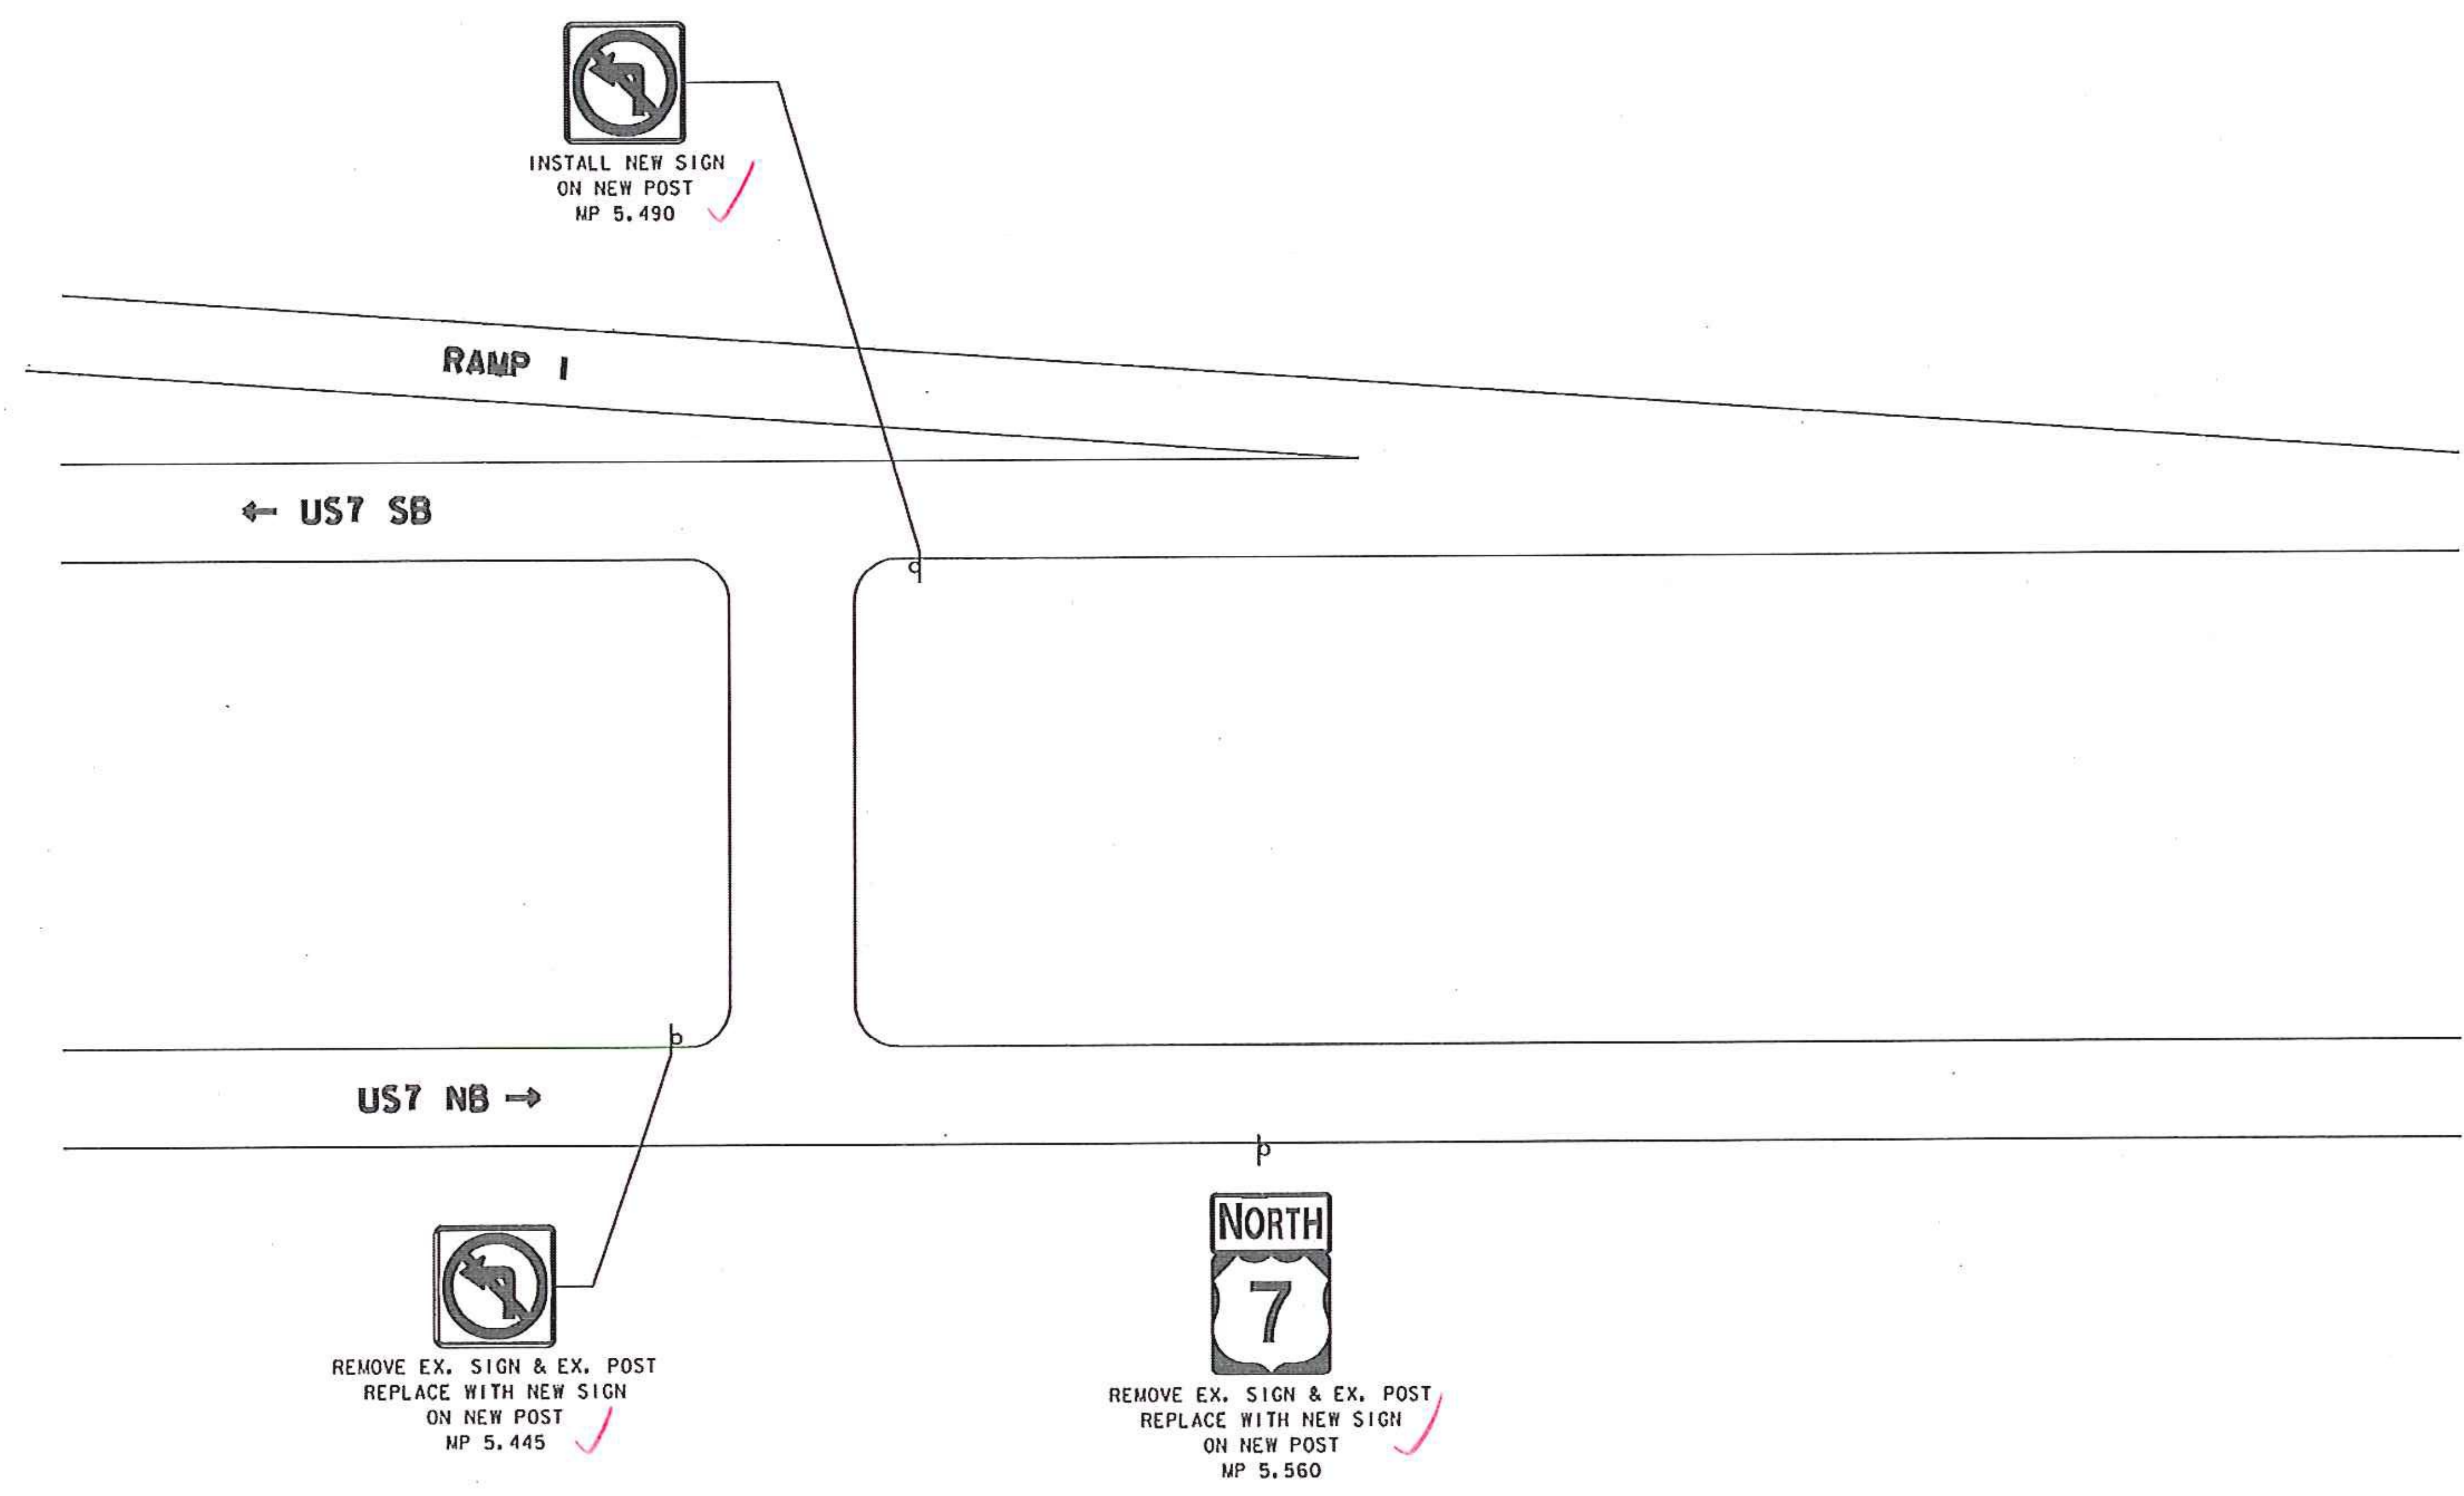 INSTALL NEW SIGN
ON NEW POST
MP 5.490
RAMP 1
← US7 SB
US7 NB →
REMOVE EX. SIGN & EX. POST
REPLACE WITH NEW SIGN
ON NEW POST
MP 5.445
NORTH
7
REMOVE EX. SIGN & EX. POST
REPLACE WITH NEW SIGN
ON NEW POST
MP 5.560